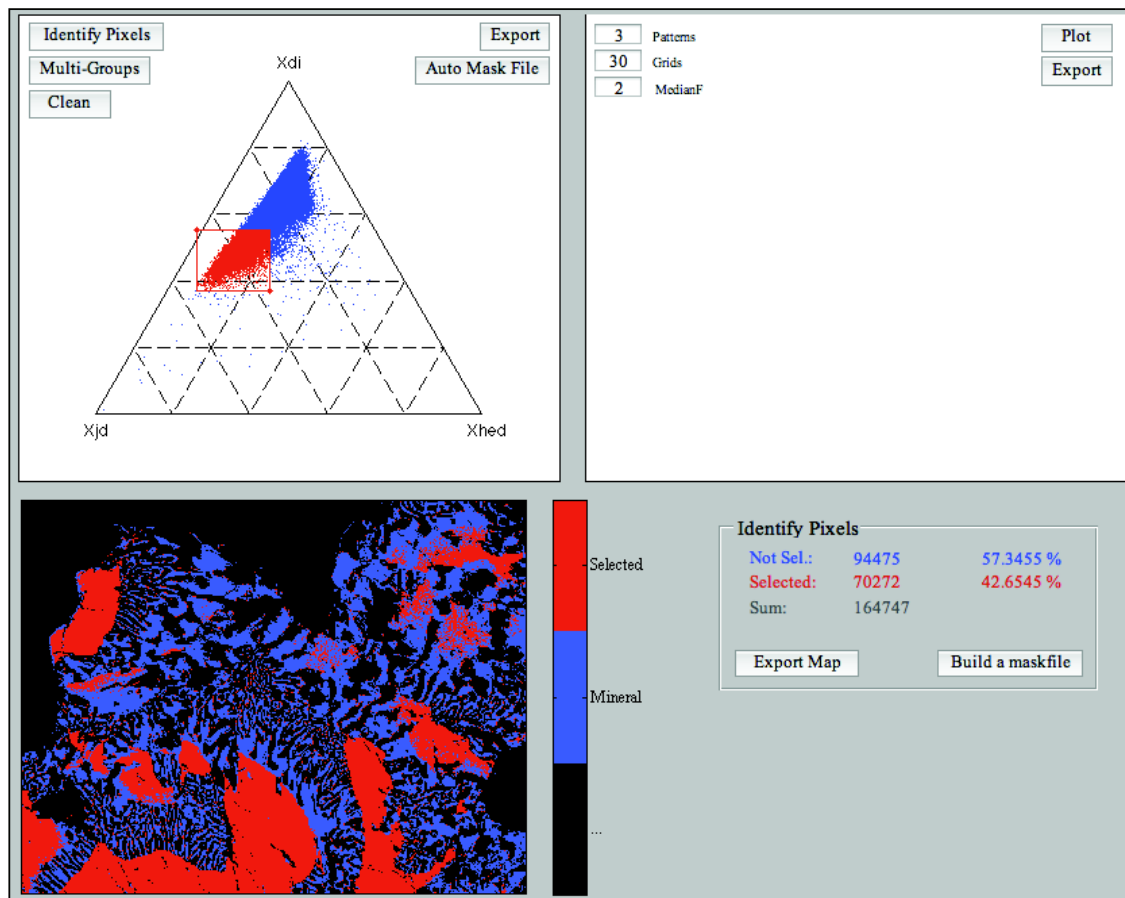 Identify Pixels
Export
Multi-Groups
Auto Mask File
Clean
Xdi
Xjd
Xhed
3 Patterns
30 Grids
2 MedianF
Plot
Export
Selected
Mineral
...
Identify Pixels
Not Sel.: 94475 57.3455 %
Selected: 70272 42.6545 %
Sum: 164747
Export Map
Build a maskfile